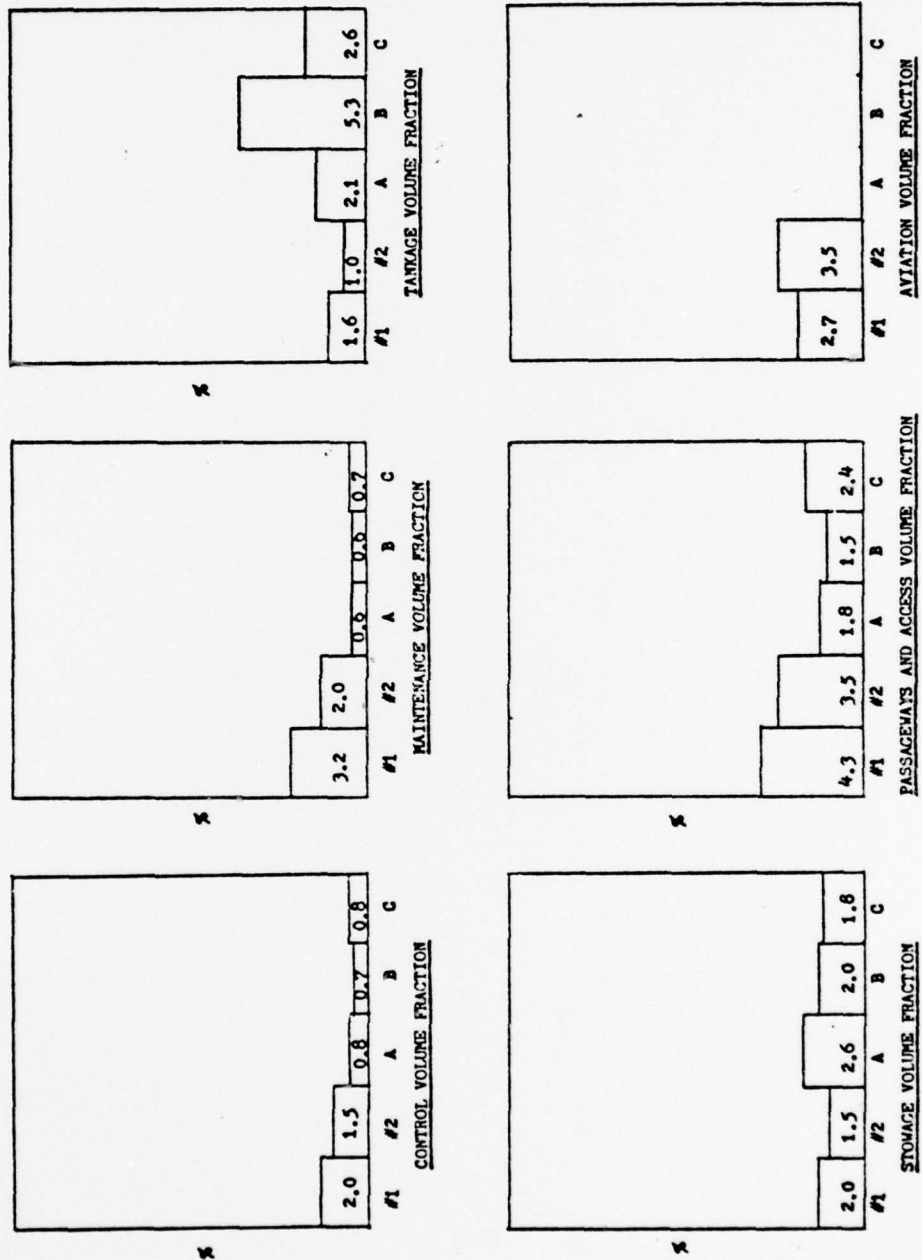 %
2.0 1.5 0.8 0.7 0.8
#1 #2 A B C
CONTROL VOLUME FRACTION
%
3.2 2.0 0.6 0.6 0.7
#1 #2 A B C
MAINTENANCE VOLUME FRACTION
%
1.6 1.0 2.1 5.3 2.6
#1 #2 A B C
TANKAGE VOLUME FRACTION
%
2.0 1.5 2.6 2.0 1.8
#1 #2 A B C
STOWAGE VOLUME FRACTION
%
4.3 3.5 1.8 1.5 2.4
#1 #2 A B C
PASSAGEWAYS AND ACCESS VOLUME FRACTION
2.7 3.5
#1 #2 A B C
AVIATION VOLUME FRACTION